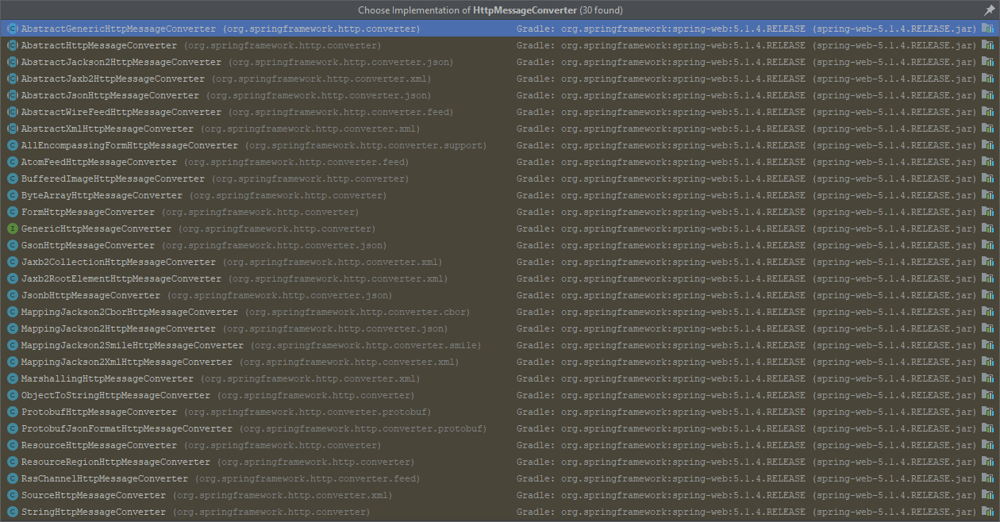 Choose Implementation of HttpMessageConverter (30 found)
AbstractGenericHttpMessageConverter (org.springframework.http.converter) Gradle: org.springframework:spring-web:5.1.4.RELEASE (spring-web-5.1.4.RELEASE.jar)
AbstractHttpMessageConverter (org.springframework.http.converter) Gradle: org.springframework:spring-web:5.1.4.RELEASE (spring-web-5.1.4.RELEASE.jar)
AbstractJackson2HttpMessageConverter (org.springframework.http.converter.json) Gradle: org.springframework:spring-web:5.1.4.RELEASE (spring-web-5.1.4.RELEASE.jar)
AbstractJaxb2HttpMessageConverter (org.springframework.http.converter.xml) Gradle: org.springframework:spring-web:5.1.4.RELEASE (spring-web-5.1.4.RELEASE.jar)
AbstractJsonHttpMessageConverter (org.springframework.http.converter.json) Gradle: org.springframework:spring-web:5.1.4.RELEASE (spring-web-5.1.4.RELEASE.jar)
AbstractWireFeedHttpMessageConverter (org.springframework.http.converter.feed) Gradle: org.springframework:spring-web:5.1.4.RELEASE (spring-web-5.1.4.RELEASE.jar)
AbstractXmlHttpMessageConverter (org.springframework.http.converter.xml) Gradle: org.springframework:spring-web:5.1.4.RELEASE (spring-web-5.1.4.RELEASE.jar)
AllEncompassingFormHttpMessageConverter (org.springframework.http.converter.support) Gradle: org.springframework:spring-web:5.1.4.RELEASE (spring-web-5.1.4.RELEASE.jar)
AtomFeedHttpMessageConverter (org.springframework.http.converter.feed) Gradle: org.springframework:spring-web:5.1.4.RELEASE (spring-web-5.1.4.RELEASE.jar)
BufferedImageHttpMessageConverter (org.springframework.http.converter) Gradle: org.springframework:spring-web:5.1.4.RELEASE (spring-web-5.1.4.RELEASE.jar)
ByteArrayHttpMessageConverter (org.springframework.http.converter) Gradle: org.springframework:spring-web:5.1.4.RELEASE (spring-web-5.1.4.RELEASE.jar)
FormHttpMessageConverter (org.springframework.http.converter) Gradle: org.springframework:spring-web:5.1.4.RELEASE (spring-web-5.1.4.RELEASE.jar)
GenericHttpMessageConverter (org.springframework.http.converter) Gradle: org.springframework:spring-web:5.1.4.RELEASE (spring-web-5.1.4.RELEASE.jar)
GsonHttpMessageConverter (org.springframework.http.converter.json) Gradle: org.springframework:spring-web:5.1.4.RELEASE (spring-web-5.1.4.RELEASE.jar)
Jaxb2CollectionHttpMessageConverter (org.springframework.http.converter.xml) Gradle: org.springframework:spring-web:5.1.4.RELEASE (spring-web-5.1.4.RELEASE.jar)
Jaxb2RootElementHttpMessageConverter (org.springframework.http.converter.xml) Gradle: org.springframework:spring-web:5.1.4.RELEASE (spring-web-5.1.4.RELEASE.jar)
JsonbHttpMessageConverter (org.springframework.http.converter.json) Gradle: org.springframework:spring-web:5.1.4.RELEASE (spring-web-5.1.4.RELEASE.jar)
MappingJackson2CborHttpMessageConverter (org.springframework.http.converter.cbor) Gradle: org.springframework:spring-web:5.1.4.RELEASE (spring-web-5.1.4.RELEASE.jar)
MappingJackson2HttpMessageConverter (org.springframework.http.converter.json) Gradle: org.springframework:spring-web:5.1.4.RELEASE (spring-web-5.1.4.RELEASE.jar)
MappingJackson2SmileHttpMessageConverter (org.springframework.http.converter.smile) Gradle: org.springframework:spring-web:5.1.4.RELEASE (spring-web-5.1.4.RELEASE.jar)
MappingJackson2XmlHttpMessageConverter (org.springframework.http.converter.xml) Gradle: org.springframework:spring-web:5.1.4.RELEASE (spring-web-5.1.4.RELEASE.jar)
MarshallingHttpMessageConverter (org.springframework.http.converter.xml) Gradle: org.springframework:spring-web:5.1.4.RELEASE (spring-web-5.1.4.RELEASE.jar)
ObjectToStringHttpMessageConverter (org.springframework.http.converter) Gradle: org.springframework:spring-web:5.1.4.RELEASE (spring-web-5.1.4.RELEASE.jar)
ProtobufHttpMessageConverter (org.springframework.http.converter.protobuf) Gradle: org.springframework:spring-web:5.1.4.RELEASE (spring-web-5.1.4.RELEASE.jar)
ProtobufJsonFormatHttpMessageConverter (org.springframework.http.converter.protobuf) Gradle: org.springframework:spring-web:5.1.4.RELEASE (spring-web-5.1.4.RELEASE.jar)
ResourceHttpMessageConverter (org.springframework.http.converter) Gradle: org.springframework:spring-web:5.1.4.RELEASE (spring-web-5.1.4.RELEASE.jar)
ResourceRegionHttpMessageConverter (org.springframework.http.converter) Gradle: org.springframework:spring-web:5.1.4.RELEASE (spring-web-5.1.4.RELEASE.jar)
RssChannelHttpMessageConverter (org.springframework.http.converter.feed) Gradle: org.springframework:spring-web:5.1.4.RELEASE (spring-web-5.1.4.RELEASE.jar)
SourceHttpMessageConverter (org.springframework.http.converter.xml) Gradle: org.springframework:spring-web:5.1.4.RELEASE (spring-web-5.1.4.RELEASE.jar)
StringHttpMessageConverter (org.springframework.http.converter) Gradle: org.springframework:spring-web:5.1.4.RELEASE (spring-web-5.1.4.RELEASE.jar)